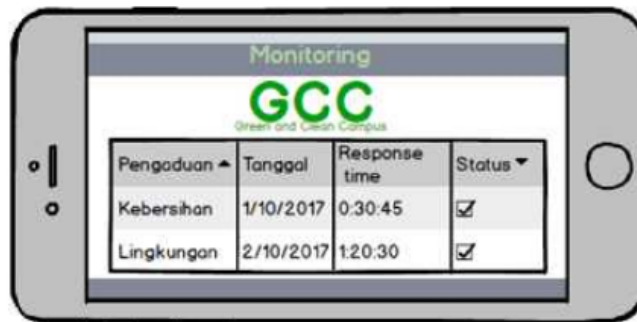 Monitoring
GCC
Green and Clean Campus
Pengaduan Tanggal Response time Status
Kebersihan 1/10/2017 0:30:45
Lingkungan 2/10/2017 1:20:30